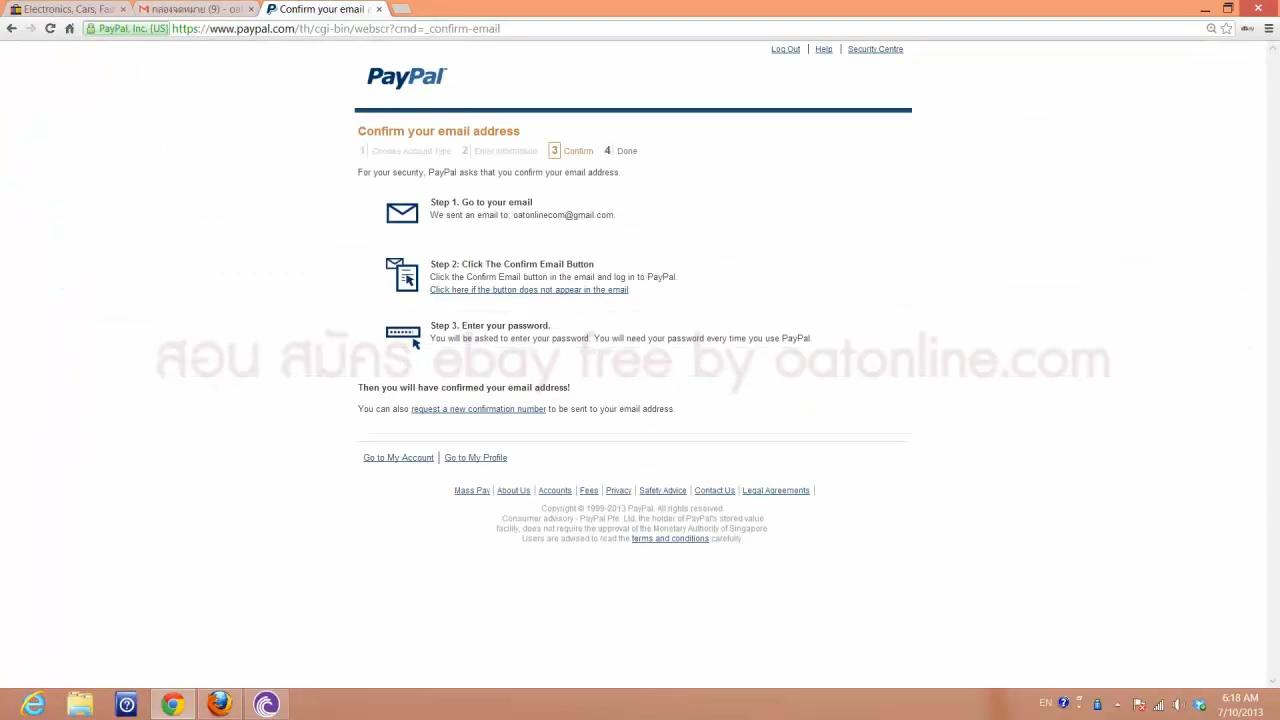 Electronics, Cars, Fash
(9) - oat
Confirm your email address
PayPal, Inc. [US] https://www.paypal.com/th/cgi-bin/webscr?cmd=_confirm-email
Log Out Help Security Centre
PayPal
Confirm your email address
1 Choose Account Type 2 Enter Information 3 Confirm 4 Done
For your security, PayPal asks that you confirm your email address.
Step 1. Go to your email
We sent an email to: oatonlinecom@gmail.com.
Step 2: Click The Confirm Email Button
Click the Confirm Email button in the email and log in to PayPal.
Click here if the button does not appear in the email
Step 3. Enter your password.
You will be asked to enter your password. You will need your password every time you use PayPal.
สอน สมัคร ebay free by oatonline.com
Then you will have confirmed your email address!
You can also request a new confirmation number to be sent to your email address.
Go to My Account Go to My Profile
Mass Pay About Us Accounts Fees Privacy Safety Advice Contact Us Legal Agreements
Copyright © 1999-2013 PayPal. All rights reserved.
Consumer advisory - PayPal Pte. Ltd, the holder of PayPal's stored value
facility, does not require the approval of the Monetary Authority of Singapore.
Users are advised to read the terms and conditions carefully.
EN
6:18 AM
7/10/2013